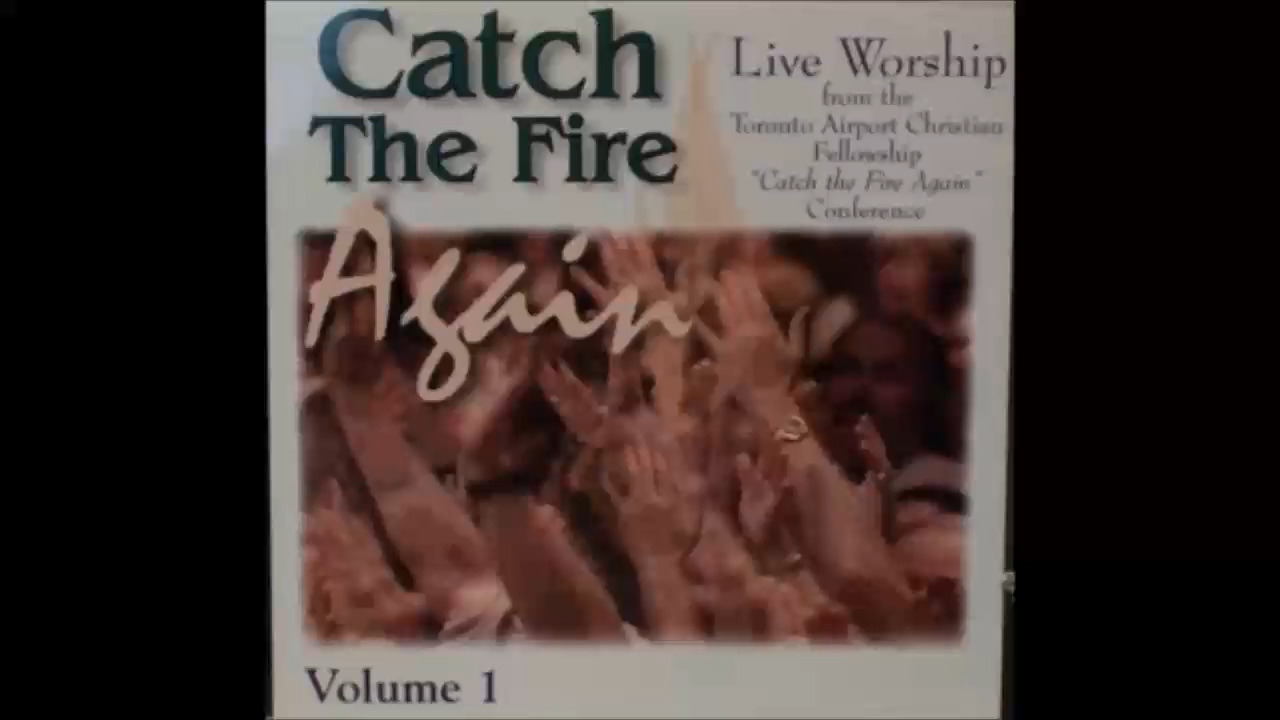 Catch
The Fire
Again
Live Worship
from the
Toronto Airport Christian
Fellowship
"Catch the Fire Again"
Conference
Volume 1